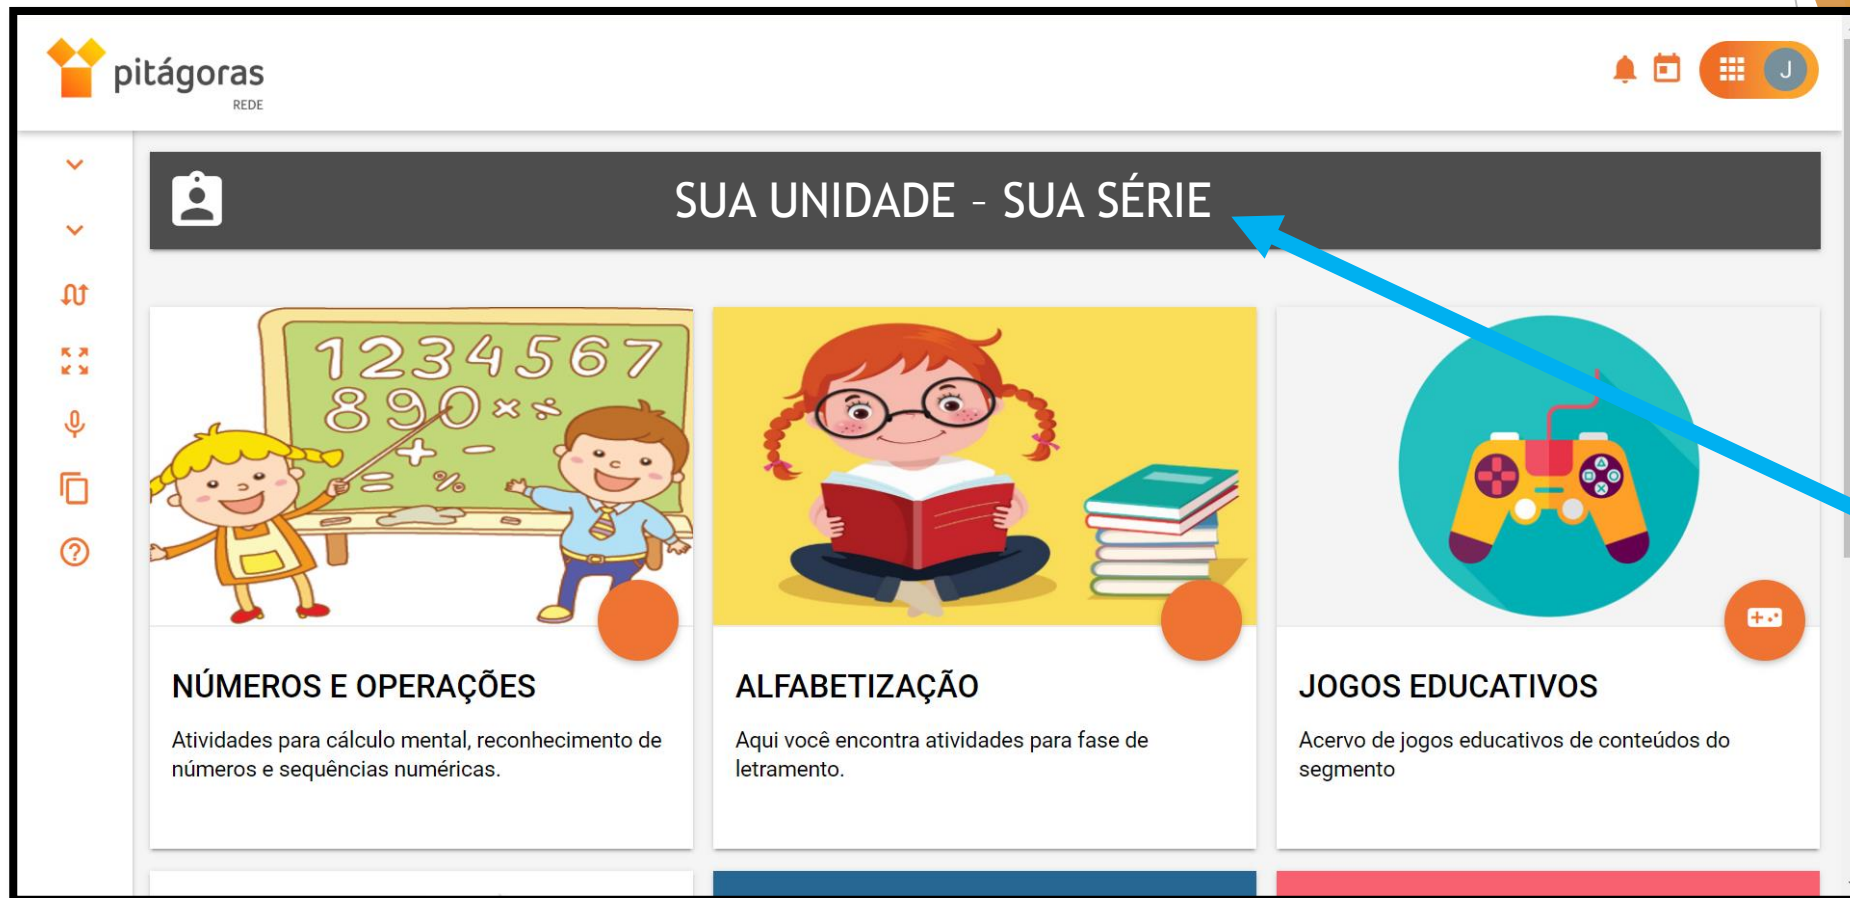 pitágoras
REDE
J
SUA UNIDADE – SUA SÉRIE
1234567
890×÷
+ -
= %
NÚMEROS E OPERAÇÕES
Atividades para cálculo mental, reconhecimento de
números e sequências numéricas.
ALFABETIZAÇÃO
Aqui você encontra atividades para fase de
letramento.
JOGOS EDUCATIVOS
Acervo de jogos educativos de conteúdos do
segmento